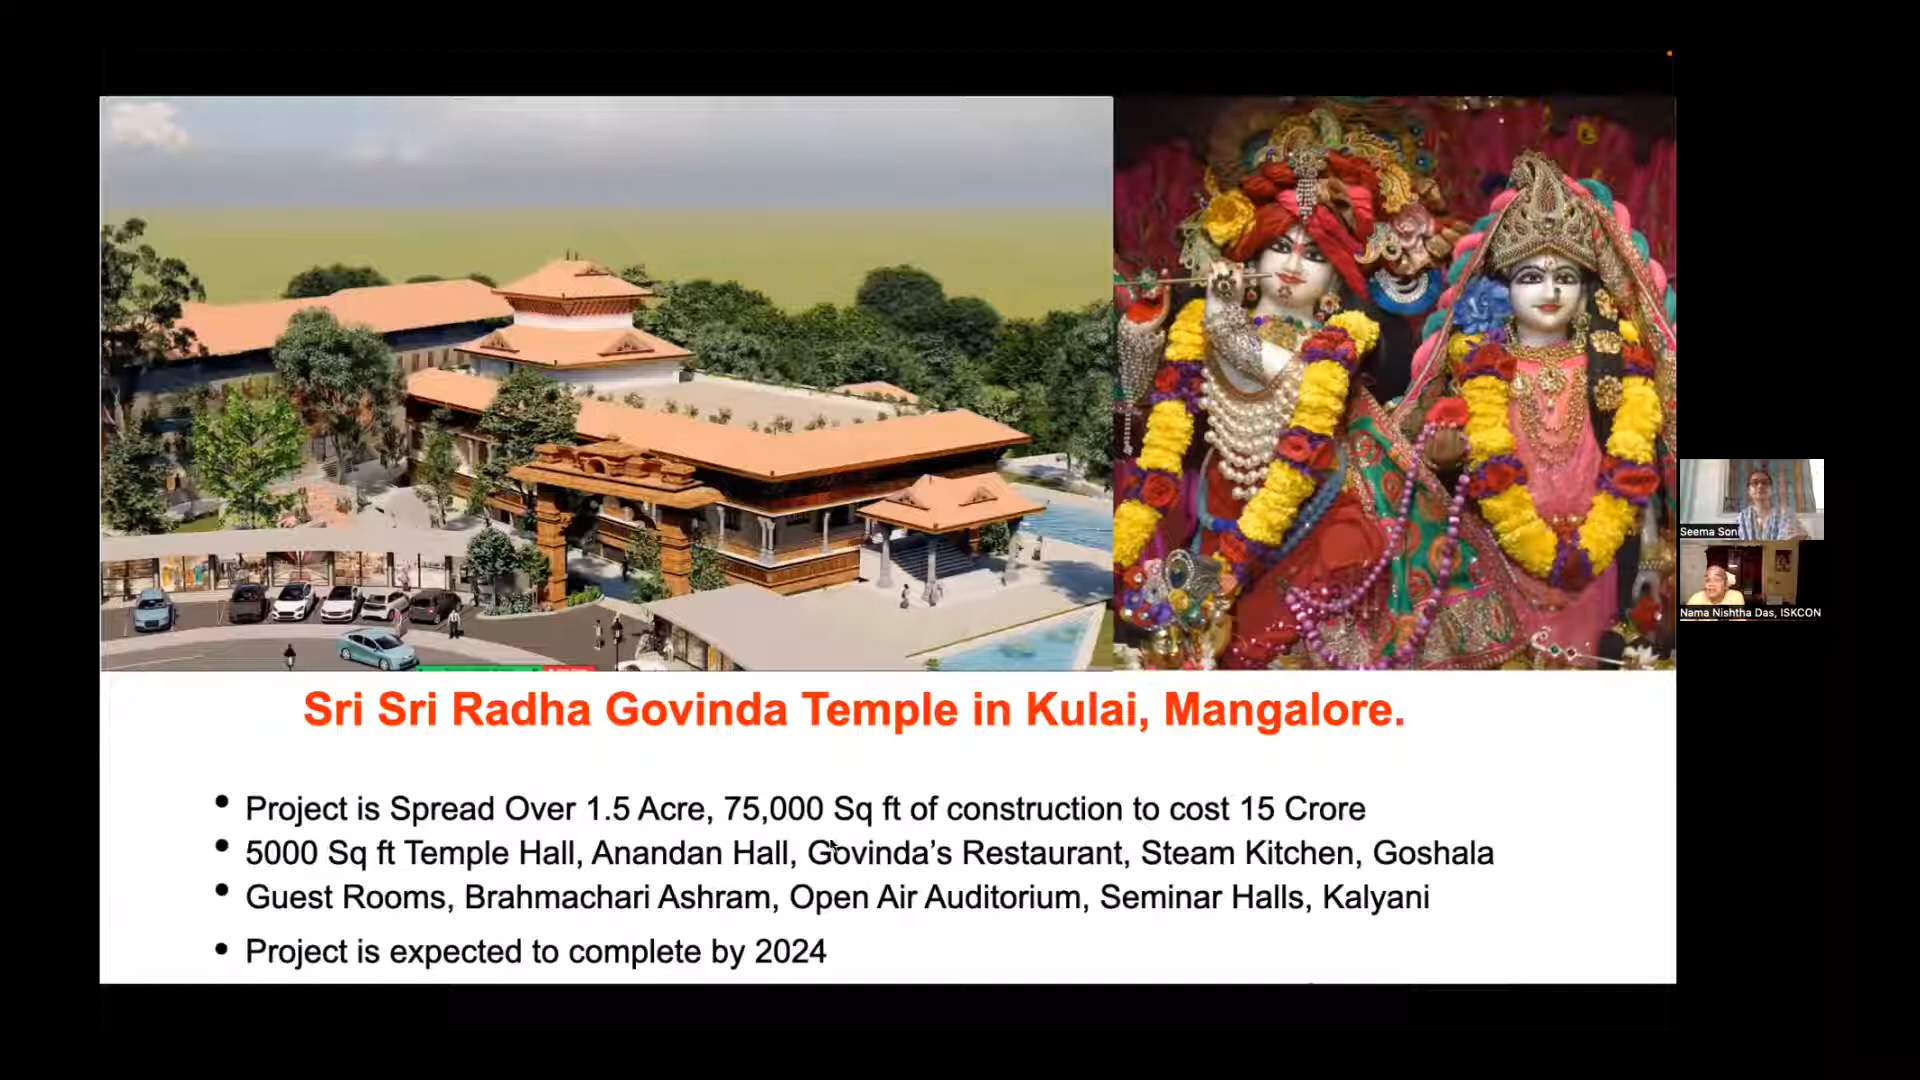 Sri Sri Radha Govinda Temple in Kulai, Mangalore.
• Project is Spread Over 1.5 Acre, 75,000 Sq ft of construction to cost 15 Crore
• 5000 Sq ft Temple Hall, Anandan Hall, Govinda’s Restaurant, Steam Kitchen, Goshala
• Guest Rooms, Brahmachari Ashram, Open Air Auditorium, Seminar Halls, Kalyani
• Project is expected to complete by 2024
Seema Soni
Nama Nishtha Das, ISKCON